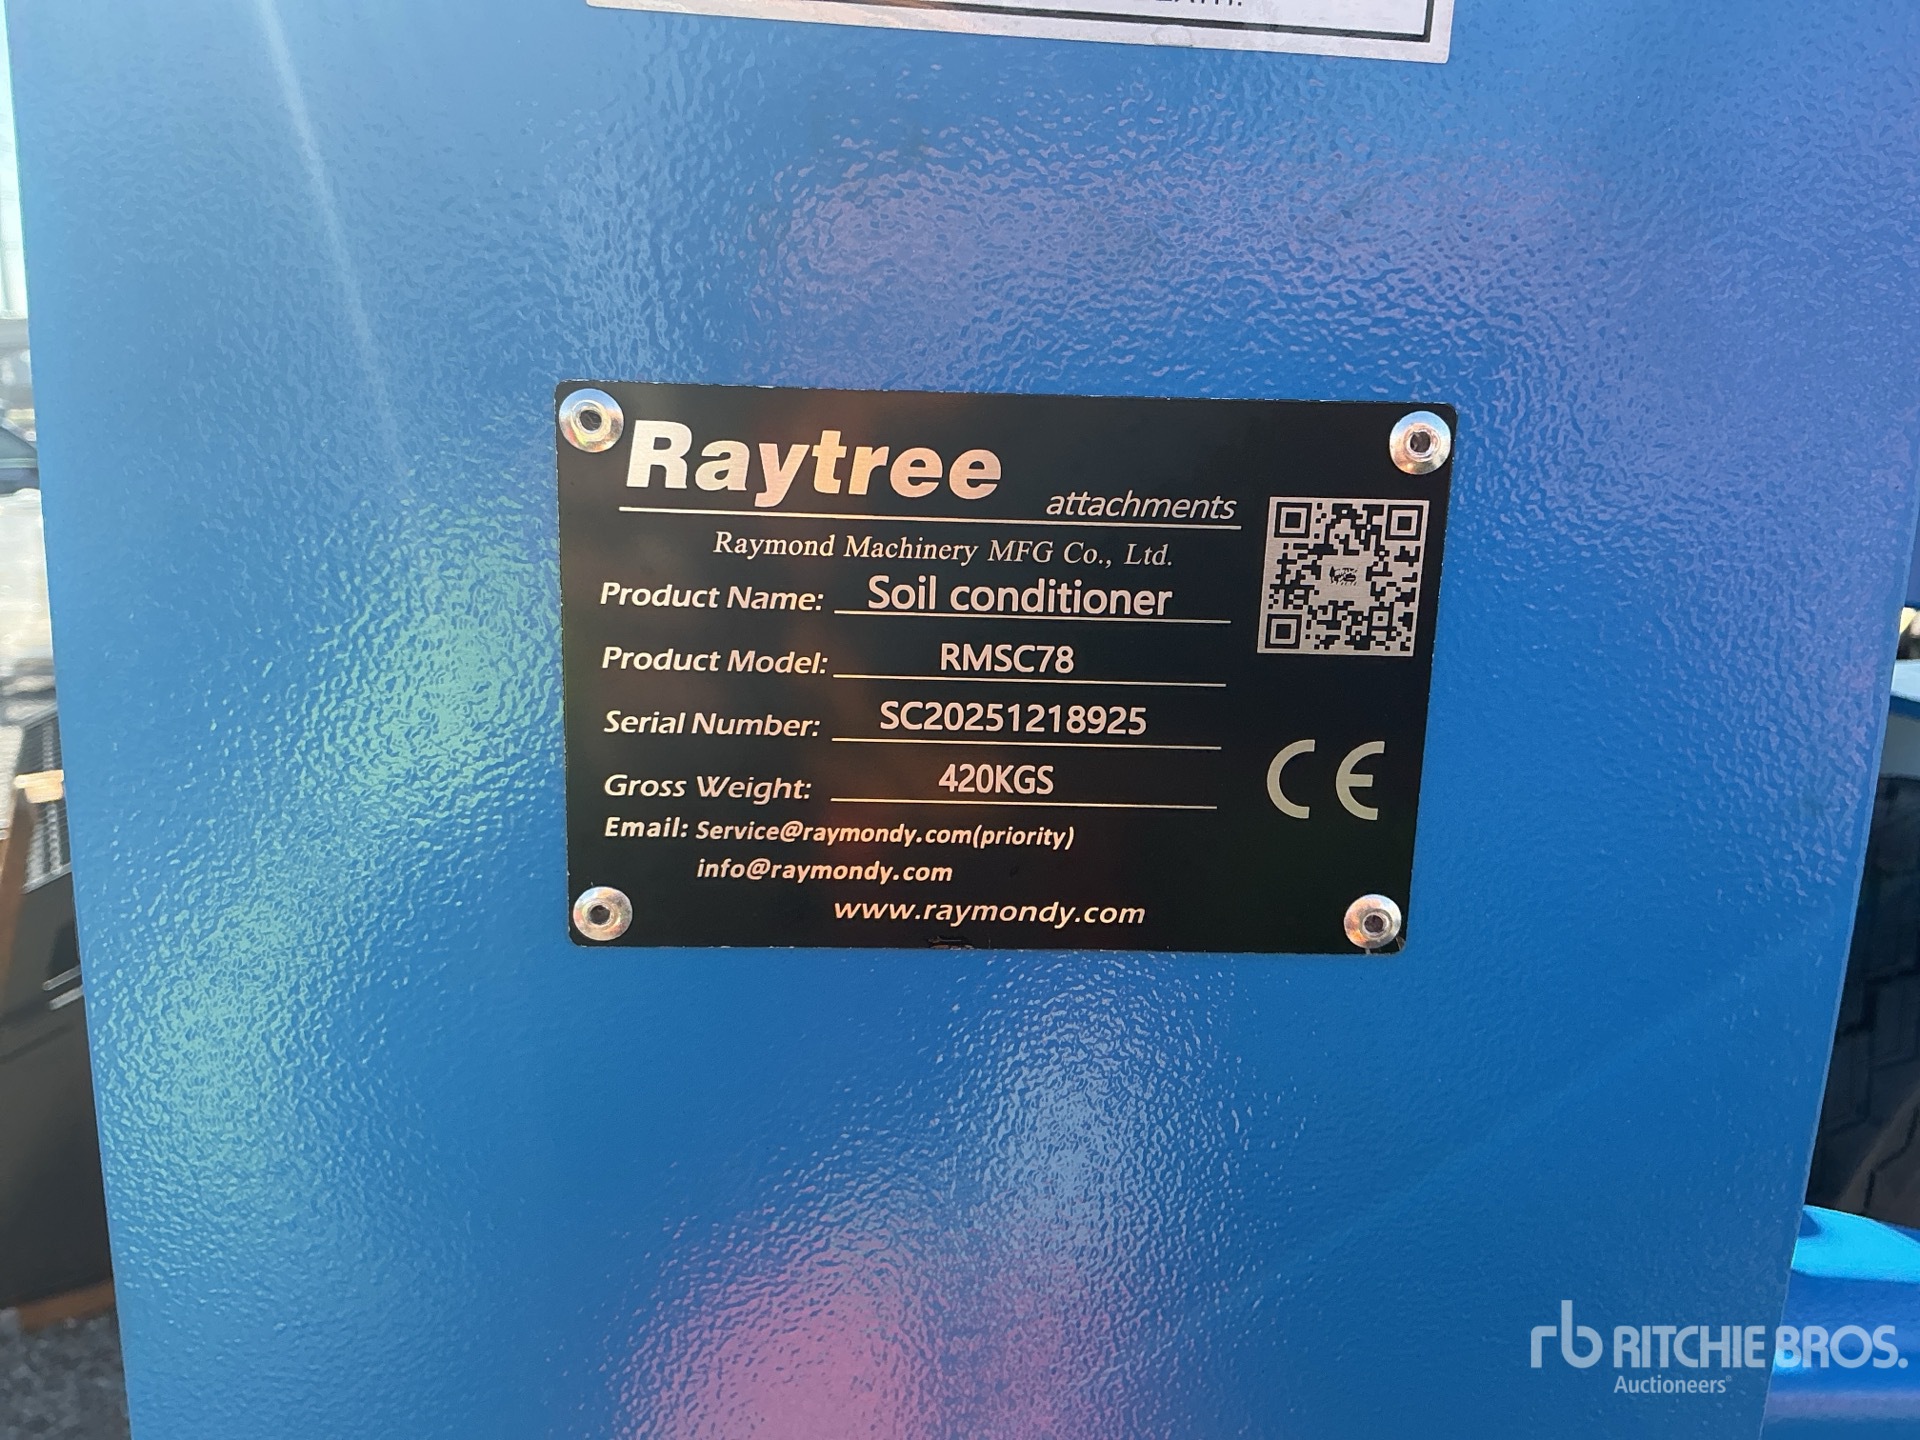 Raytree
attachments
Raymond Machinery MFG Co., Ltd.
Product Name: Soil conditioner
Product Model: RMSC78
Serial Number: SC20251218925
Gross Weight: 420KGS
Email: Service@raymondy.com(priority)
info@raymondy.com
www.raymondy.com
CE
rb RITCHIE BROS.
Auctioneers